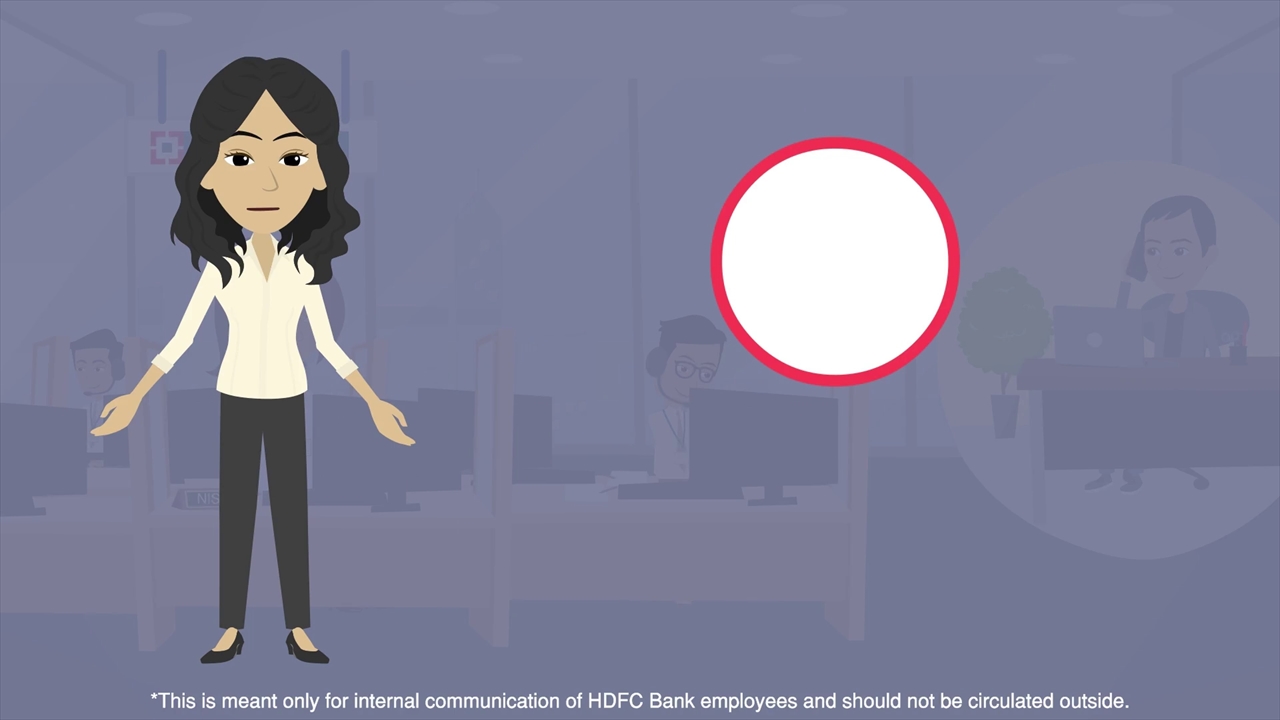 *This is meant only for internal communication of HDFC Bank employees and should not be circulated outside.